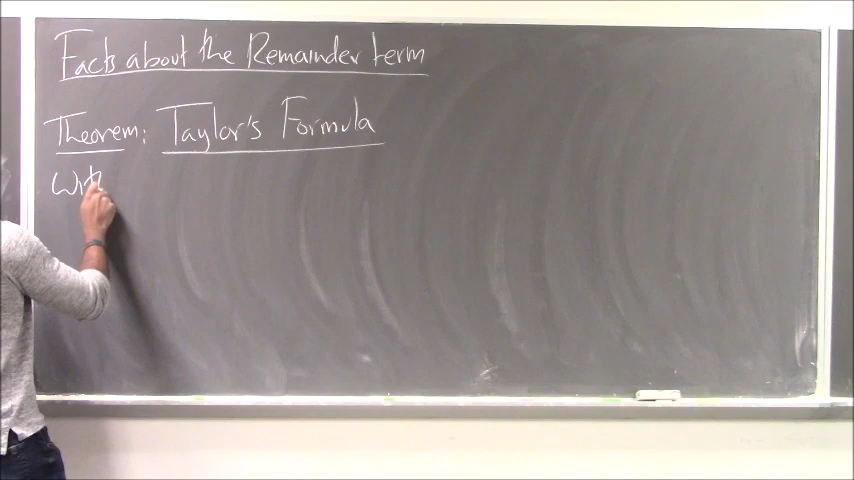 Facts about the Remainder term
Theorem: Taylor's Formula
With